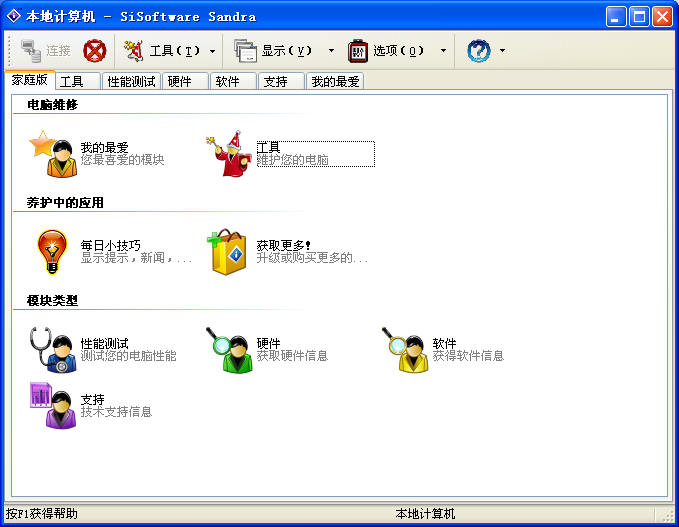 本地计算机 - SiSoftware Sandra
连接 工具(T) 显示(V) 选项(O)
家庭版 工具 性能测试 硬件 软件 支持 我的最爱
电脑维修
我的最爱 工具
您最喜爱的模块 维护您的电脑
养护中的应用
每日小技巧 获取更多!
显示提示，新闻，... 升级或购买更多的...
模块类型
性能测试 硬件 软件
测试您的电脑性能 获取硬件信息 获得软件信息
支持
技术支持信息
按F1获得帮助 本地计算机